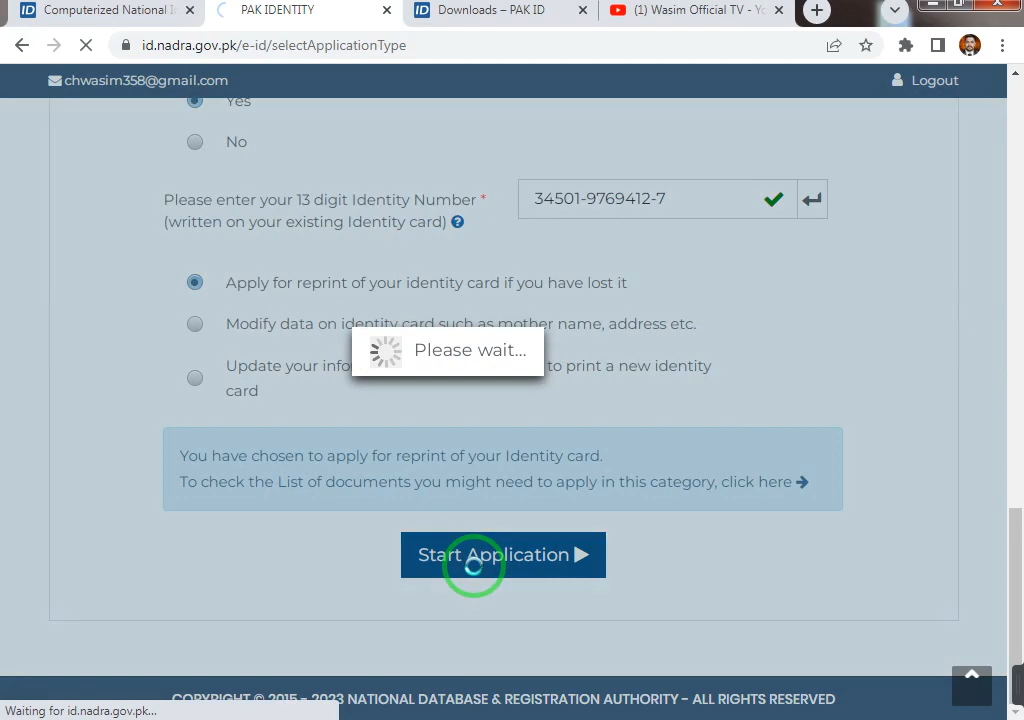 Computerized National I
PAK IDENTITY
Downloads – PAK ID
(1) Wasim Official TV - Yo
id.nadra.gov.pk/e-id/selectApplicationType
chwasim358@gmail.com
Logout
Yes
No
Please enter your 13 digit Identity Number *
(written on your existing Identity card)
34501-9769412-7
Apply for reprint of your identity card if you have lost it
Modify data on identity card such as mother name, address etc.
Please wait...
Update your info to print a new identity
card
You have chosen to apply for reprint of your Identity card.
To check the List of documents you might need to apply in this category, click here
Start Application
COPYRIGHT © 2015 - 2023 NATIONAL DATABASE & REGISTRATION AUTHORITY - ALL RIGHTS RESERVED
Waiting for id.nadra.gov.pk...